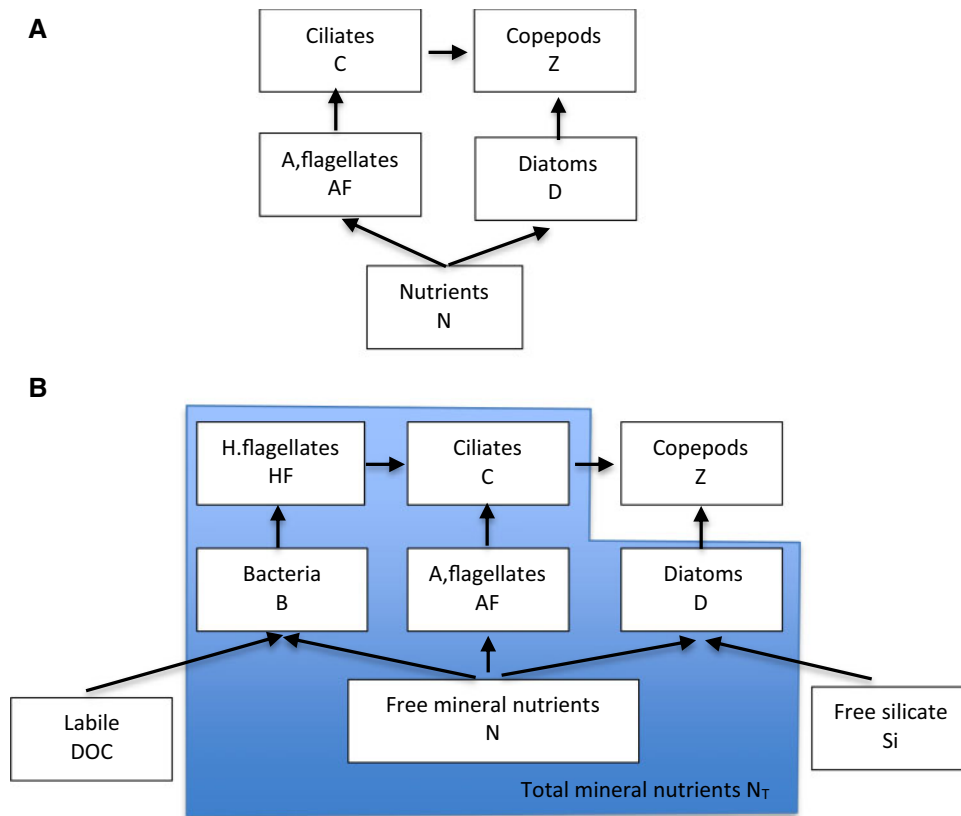 A
Ciliates
C
Copepods
Z
A,flagellates
AF
Diatoms
D
Nutrients
N
B
H.flagellates
HF
Ciliates
C
Copepods
Z
Bacteria
B
A,flagellates
AF
Diatoms
D
Labile
DOC
Free mineral nutrients
N
Free silicate
Si
Total mineral nutrients N_T